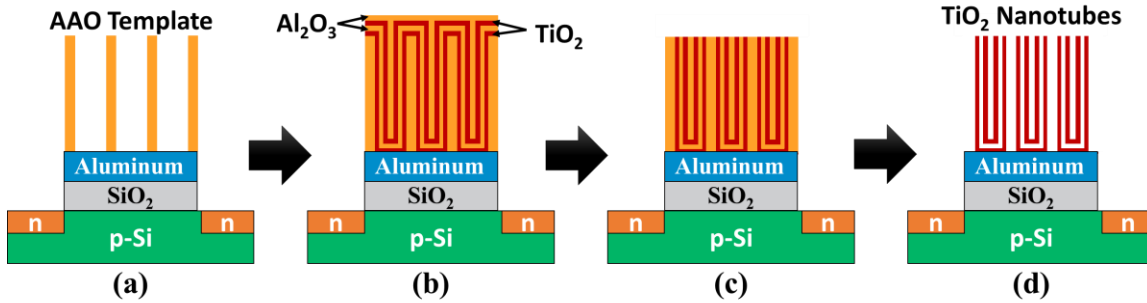 AAO Template
Aluminum
SiO₂
n
n
p-Si
(a)
Al₂O₃
TiO₂
Aluminum
SiO₂
n
n
p-Si
(b)
Aluminum
SiO₂
n
n
p-Si
(c)
TiO₂ Nanotubes
Aluminum
SiO₂
n
n
p-Si
(d)